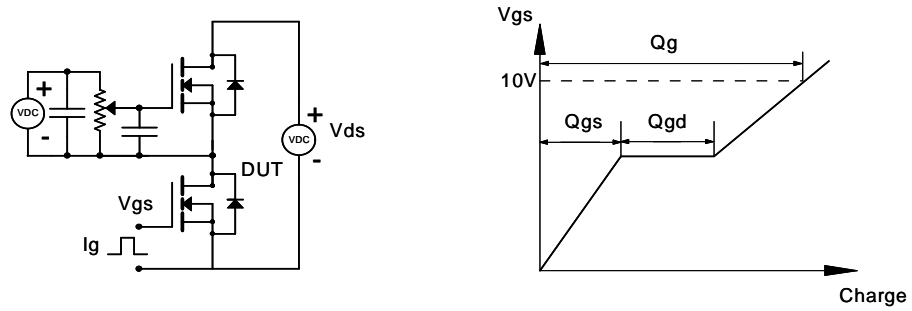 +
VDC
-
Vgs
Ig
DUT
+
VDC
Vds
-
Vgs
Qg
10V
Qgs
Qgd
Charge